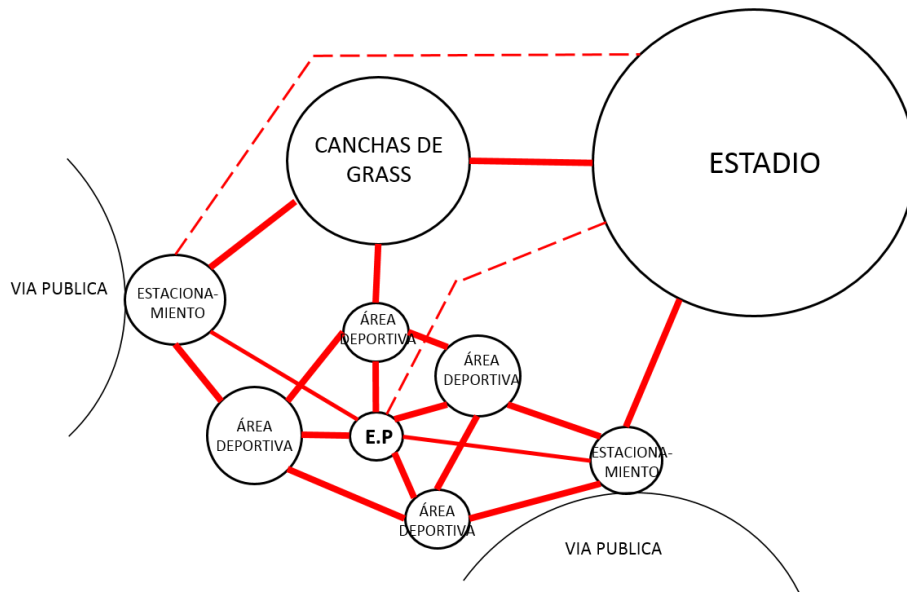 CANCHAS DE
GRASS
ESTADIO
VIA PUBLICA
ESTACIONA-
MIENTO
ÁREA
DEPORTIVA
ÁREA
DEPORTIVA
ÁREA
DEPORTIVA
E.P
ESTACIONA-
MIENTO
ÁREA
DEPORTIVA
VIA PUBLICA